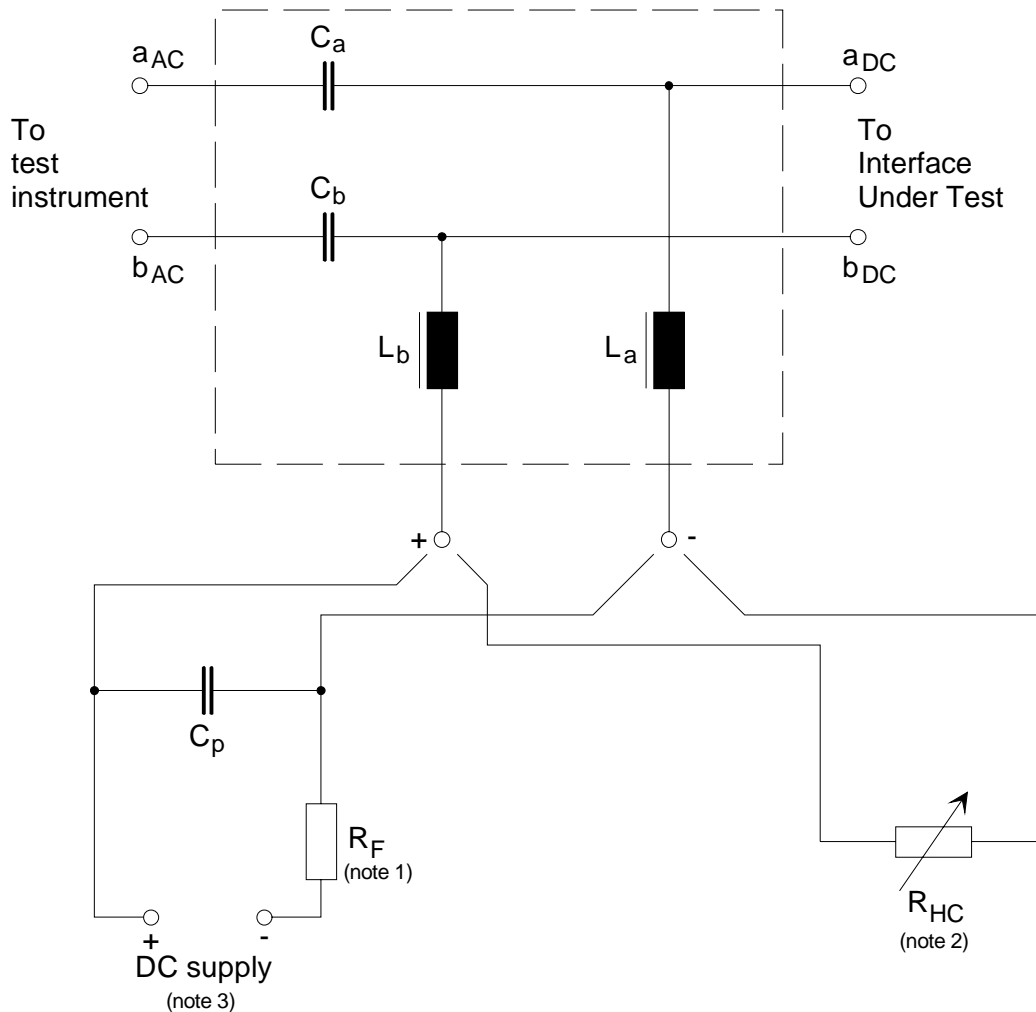 a AC
C a
a DC
To
test
instrument
To
Interface
Under Test
C b
b AC
b DC
L b
L a
+
-
C p
R F
(note 1)
R HC
(note 2)
+
-
DC supply
(note 3)